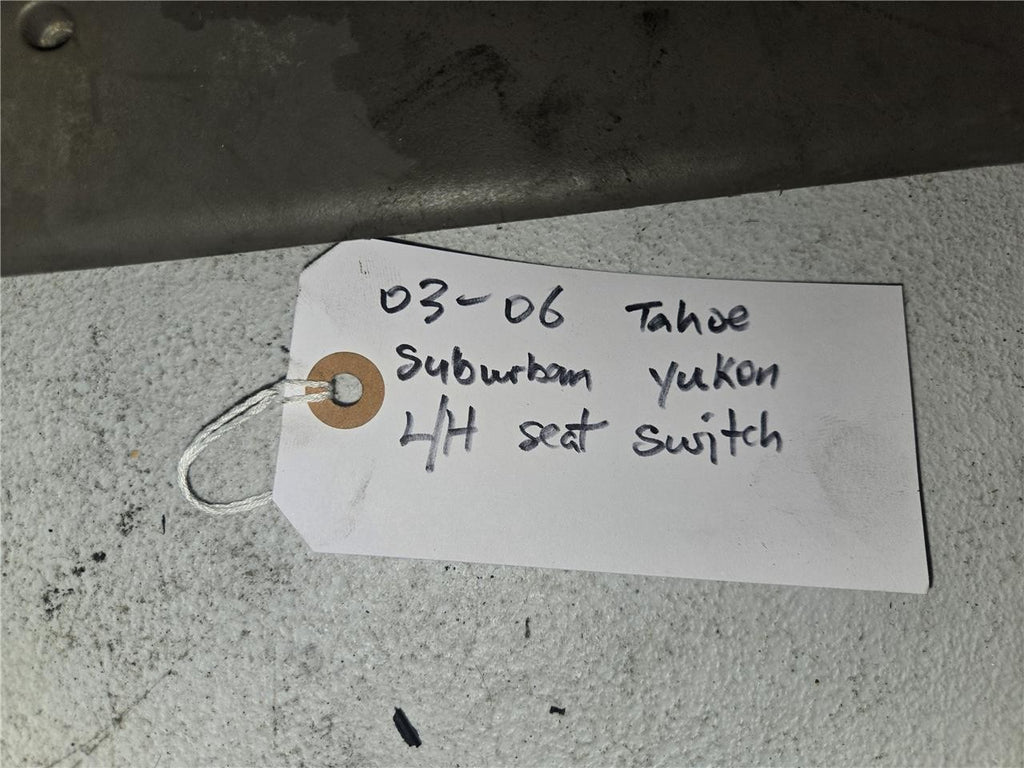 03-06 Tahoe
Suburban Yukon
L/H seat switch